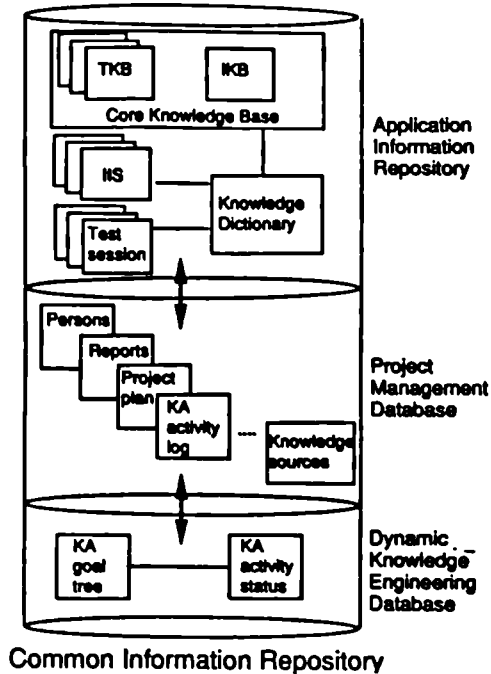 TKB
IKB
Core Knowledge Base
IIS
Knowledge
Dictionary
Test
session
Application
Information
Repository
Persons
Reports
Project
plan
KA
activity
log
....
Knowledge
sources
Project
Management
Database
KA
goal
tree
KA
activity
status
Dynamic
Knowledge
Engineering
Database
Common Information Repository